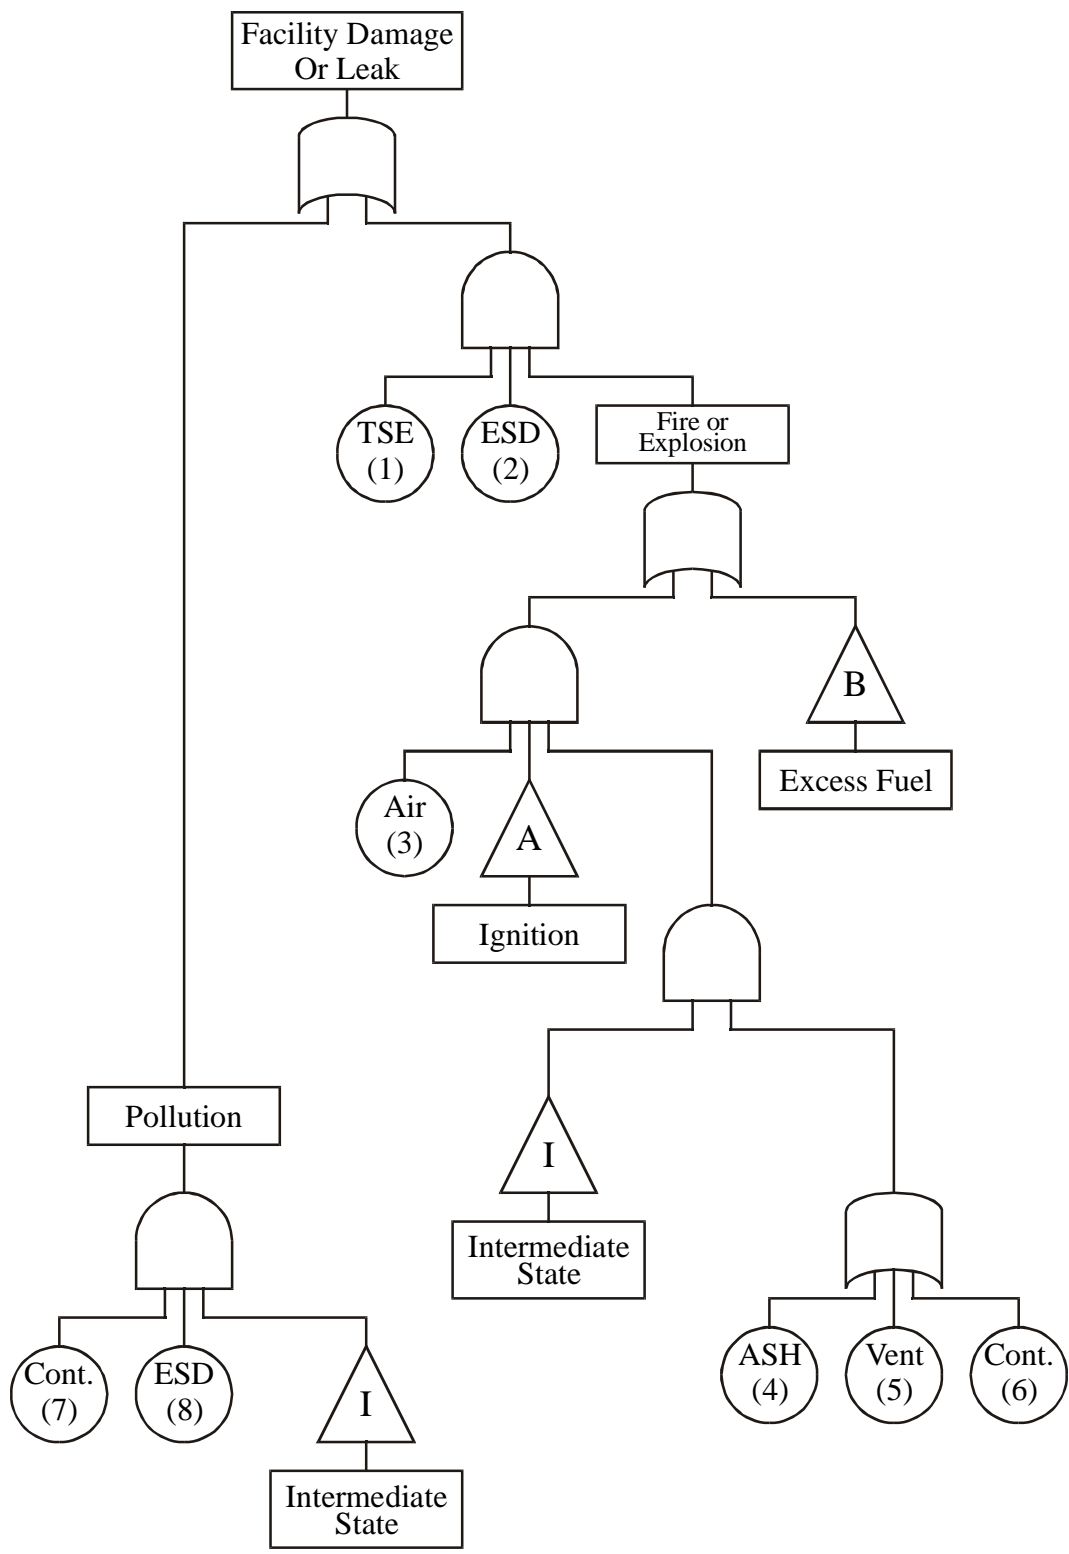 Facility Damage
Or Leak
TSE
(1)
ESD
(2)
Fire or
Explosion
B
Excess Fuel
Air
(3)
A
Ignition
Pollution
I
Intermediate
State
Cont.
(7)
ESD
(8)
I
Intermediate
State
ASH
(4)
Vent
(5)
Cont.
(6)